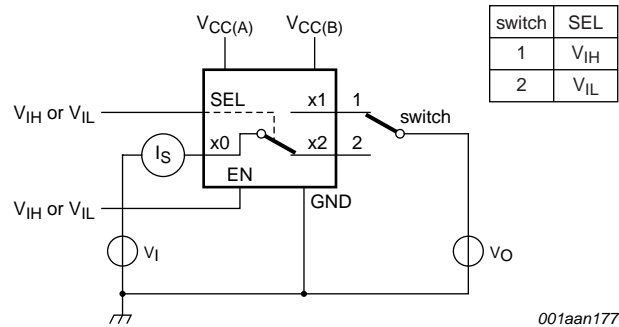 VCC(A) VCC(B)
switch SEL
1 VIH
2 VIL
VIH or VIL
SEL x1 1
switch
IS x0 x2 2
EN
VIH or VIL
GND
VI VO
001aan177